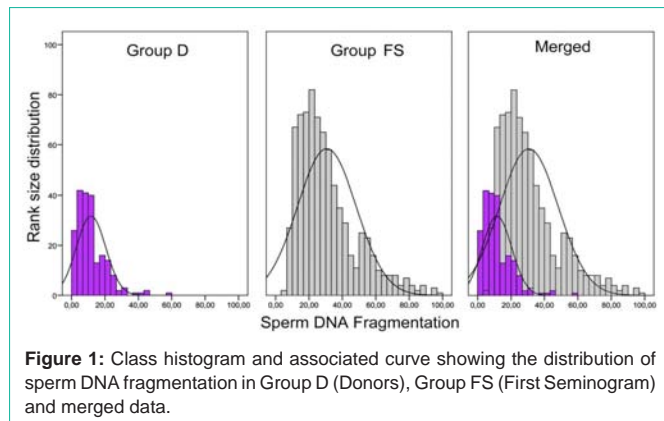 Group D
Group FS
Merged
Rank size distribution
100
80
60
40
20
0
0,00 20,00 40,00 60,00 80,00 100,00
0,00 20,00 40,00 60,00 80,00 100,00
0,00 20,00 40,00 60,00 80,00 100,00
Sperm DNA Fragmentation
Figure 1: Class histogram and associated curve showing the distribution of
sperm DNA fragmentation in Group D (Donors), Group FS (First Seminogram)
and merged data.